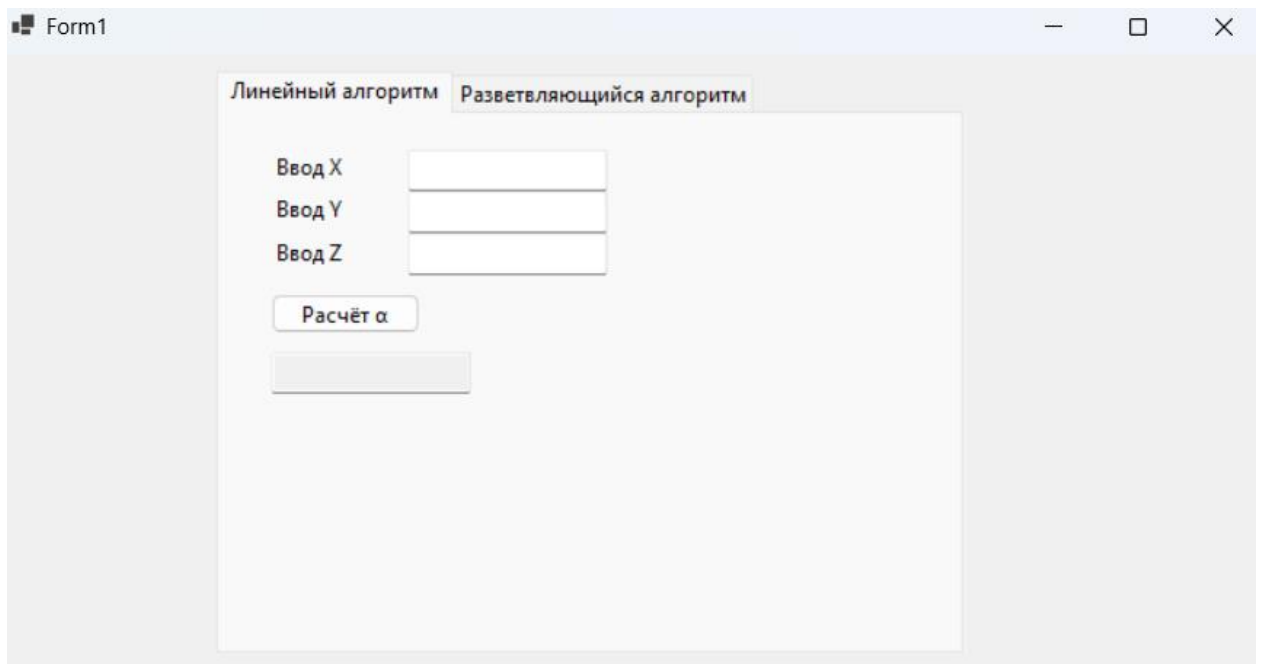 Form1
Линейный алгоритм Разветвляющийся алгоритм
Ввод X
Ввод Y
Ввод Z
Расчёт α